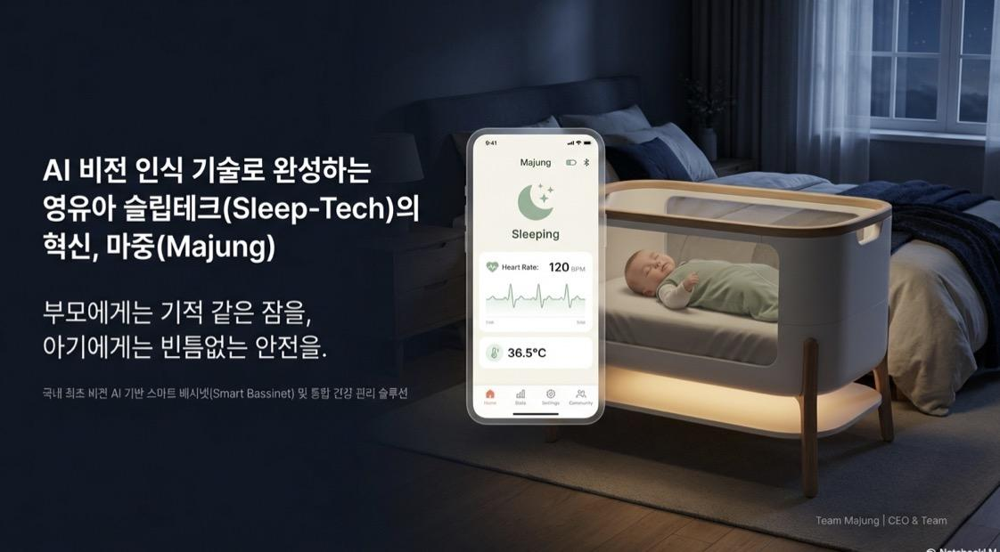 AI 비전 인식 기술로 완성하는
영유아 슬립테크(Sleep-Tech)의
혁신, 마중(Majung)
부모에게는 기적 같은 잠을,
아기에게는 빈틈없는 안전을.
국내 최초 비전 AI 기반 스마트 배시넷(Smart Bassinet) 및 통합 건강 관리 솔루션
9:41
Majung
Sleeping
Heart Rate: 120 BPM
36.5°C
Home Stats Settings Community
Team Majung | CEO & Team
NotebookLM